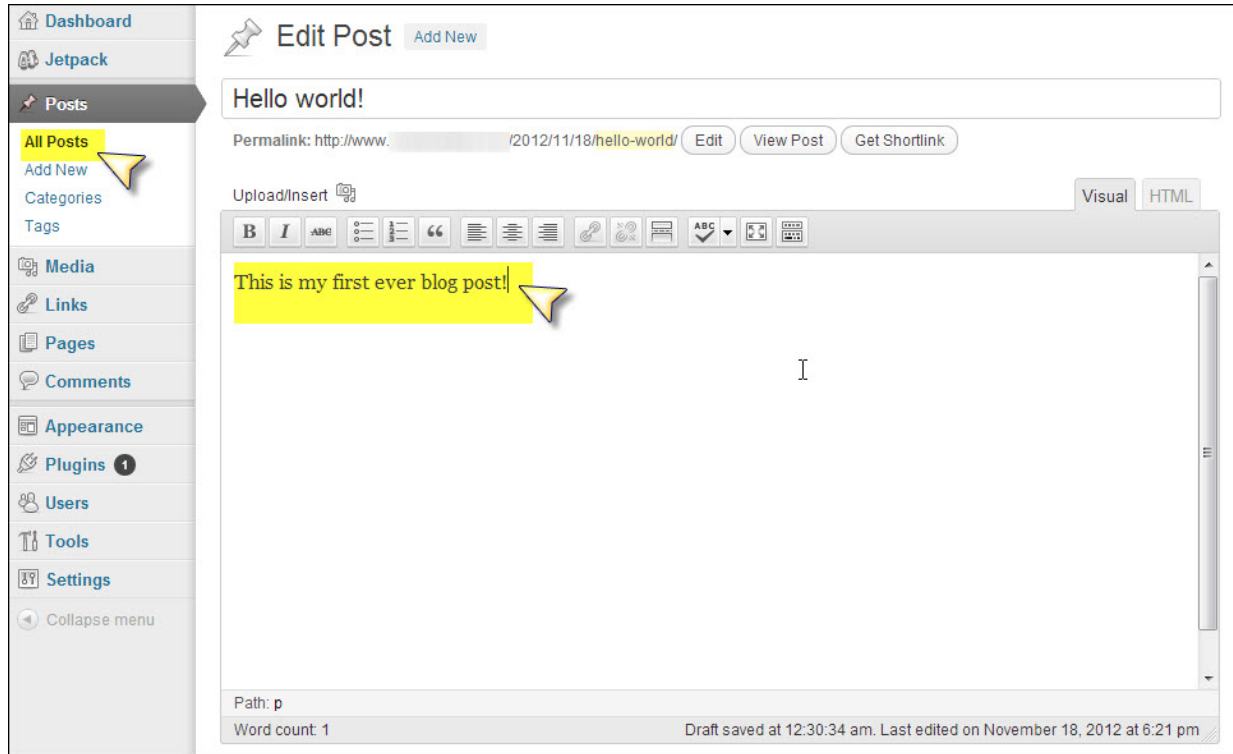 Dashboard
Jetpack
Posts
All Posts
Add New
Categories
Tags
Media
Links
Pages
Comments
Appearance
Plugins 1
Users
Tools
Settings
Collapse menu
Edit Post Add New
Hello world!
Permalink: http://www. /2012/11/18/hello-world/ Edit View Post Get Shortlink
Upload/Insert Visual HTML
B I ABC ABC
This is my first ever blog post!
Path: p
Word count: 1 Draft saved at 12:30:34 am. Last edited on November 18, 2012 at 6:21 pm